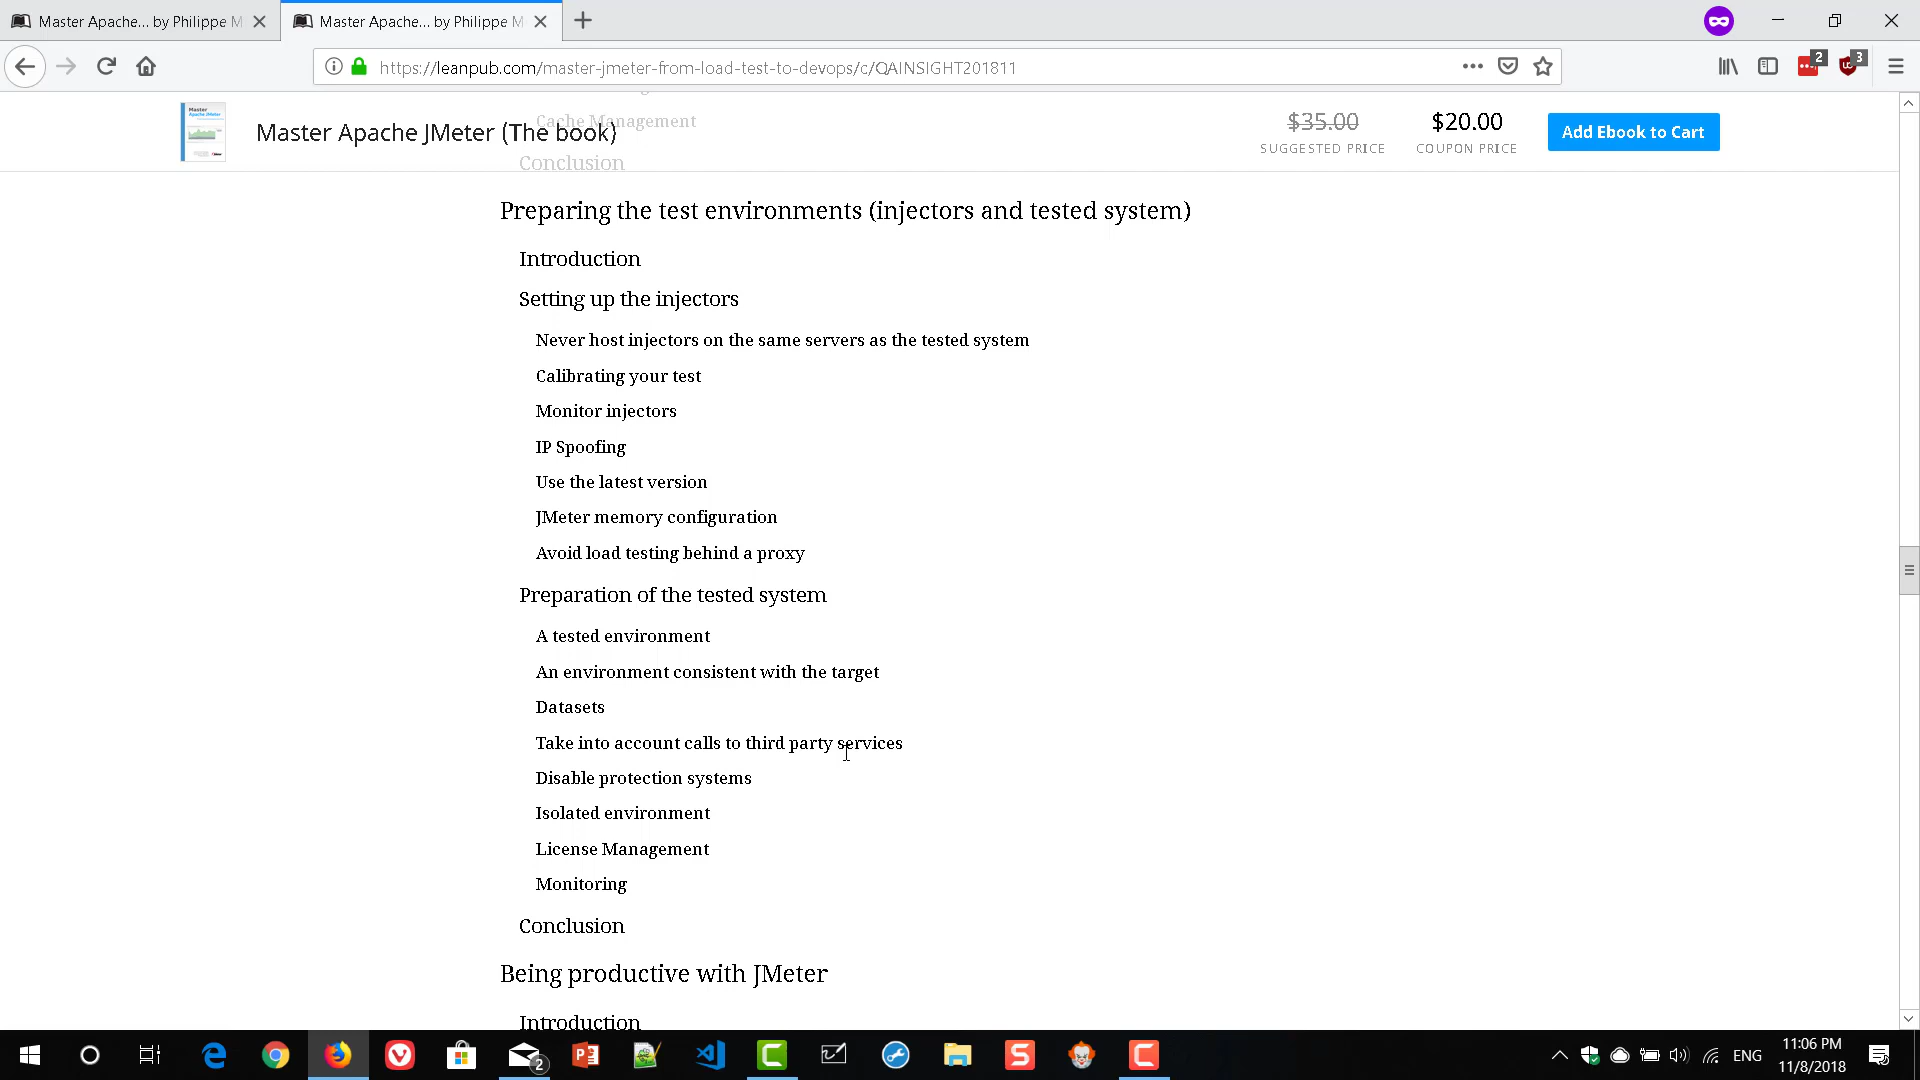 Master Apache... by Philippe M
Master Apache... by Philippe M
https://leanpub.com/master-jmeter-from-load-test-to-devops/c/QAINSIGHT201811
2
3
Master Apache JMeter (The book)
$35.00
SUGGESTED PRICE
$20.00
COUPON PRICE
Add Ebook to Cart
Cache Management
Conclusion
Preparing the test environments (injectors and tested system)
Introduction
Setting up the injectors
Never host injectors on the same servers as the tested system
Calibrating your test
Monitor injectors
IP Spoofing
Use the latest version
JMeter memory configuration
Avoid load testing behind a proxy
Preparation of the tested system
A tested environment
An environment consistent with the target
Datasets
Take into account calls to third party services
Disable protection systems
Isolated environment
License Management
Monitoring
Conclusion
Being productive with JMeter
Introduction
2
ENG
11:06 PM
11/8/2018